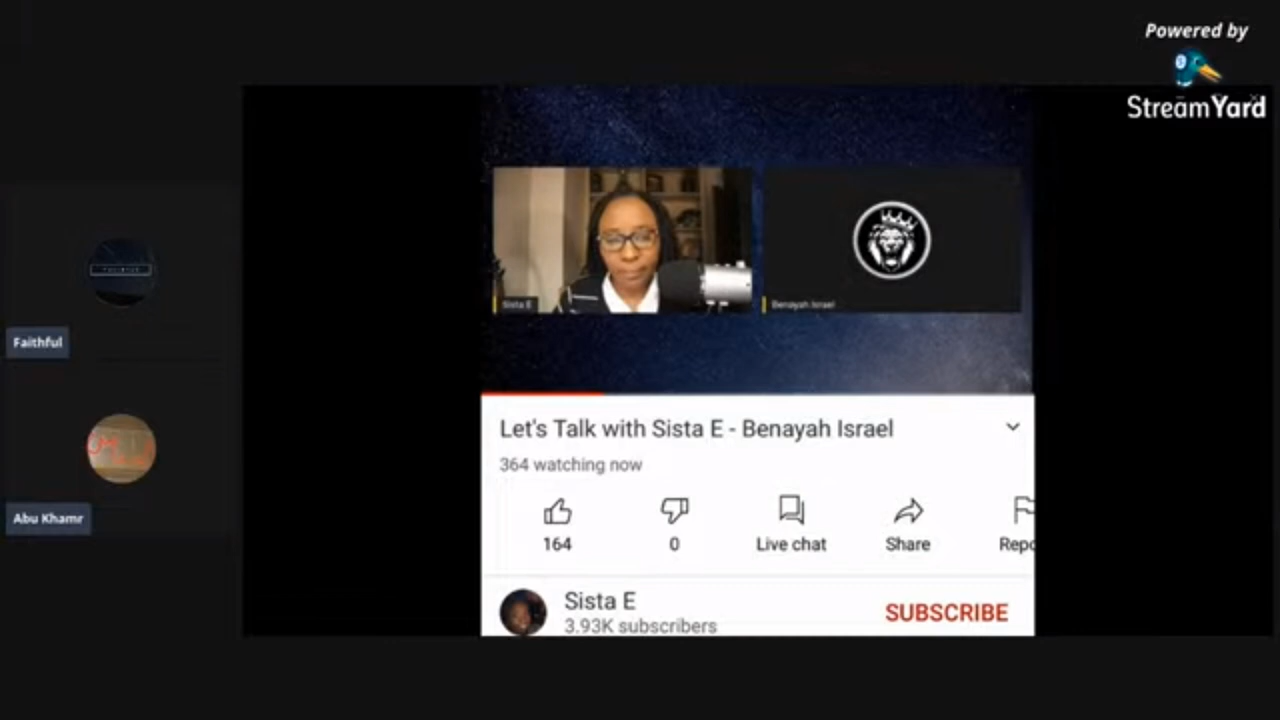 Powered by
StreamYard
Sista E
Benayah Israel
Faithful
Let's Talk with Sista E - Benayah Israel
364 watching now
164
0
Live chat
Share
Repo
Abu Khamr
Sista E
3.93K subscribers
SUBSCRIBE